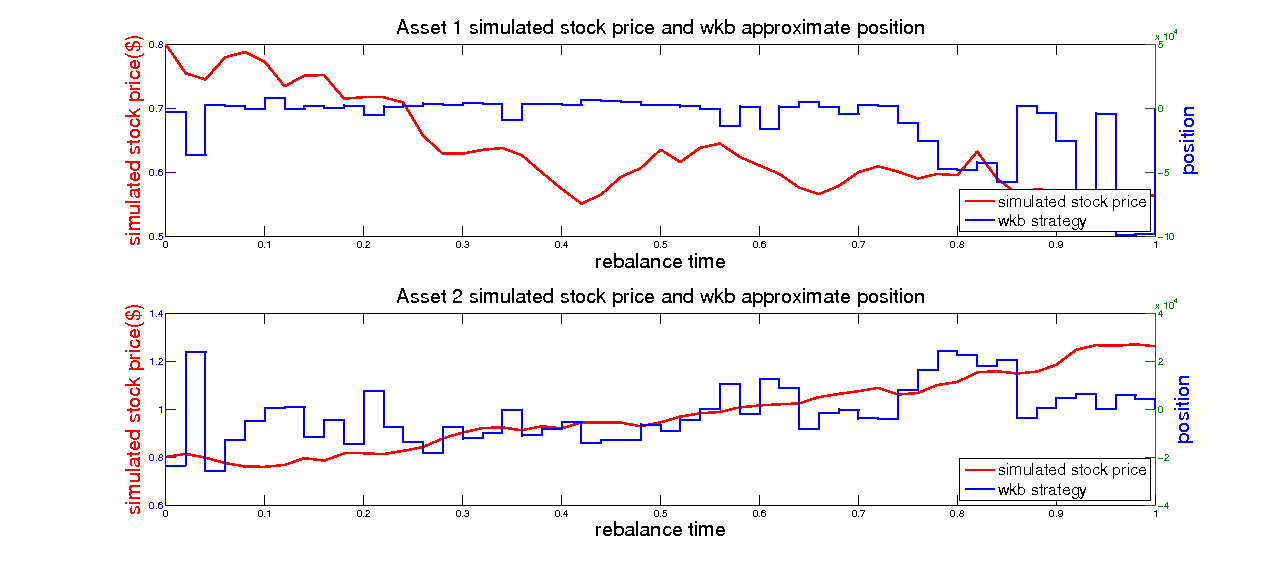 Asset 1 simulated stock price and wkb approximate position
x 10^4
simulated stock price($)
0.8
0.7
0.6
0.5
5
0
-5
-10
position
simulated stock price
wkb strategy
0 0.1 0.2 0.3 0.4 0.5 0.6 0.7 0.8 0.9 1
rebalance time
Asset 2 simulated stock price and wkb approximate position
x 10^4
simulated stock price($)
1.4
1.2
1
0.8
0.6
4
2
0
-2
-4
position
simulated stock price
wkb strategy
0 0.1 0.2 0.3 0.4 0.5 0.6 0.7 0.8 0.9 1
rebalance time